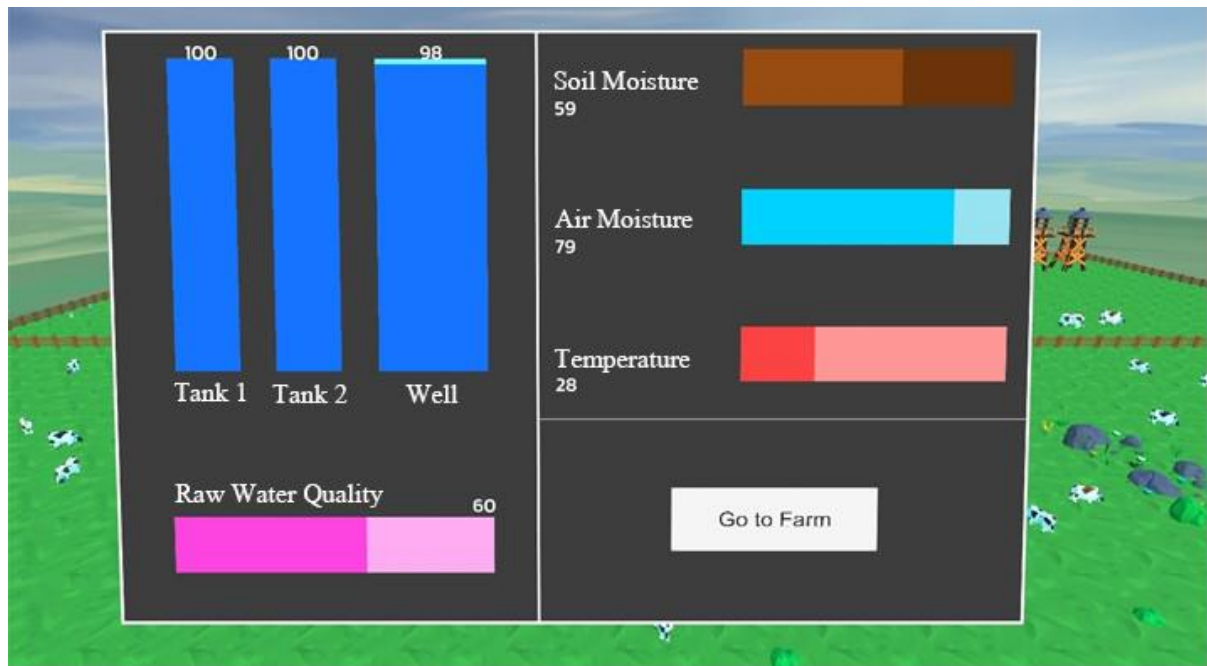 100
100
98
Tank 1
Tank 2
Well
Raw Water Quality
60
Soil Moisture
59
Air Moisture
79
Temperature
28
Go to Farm